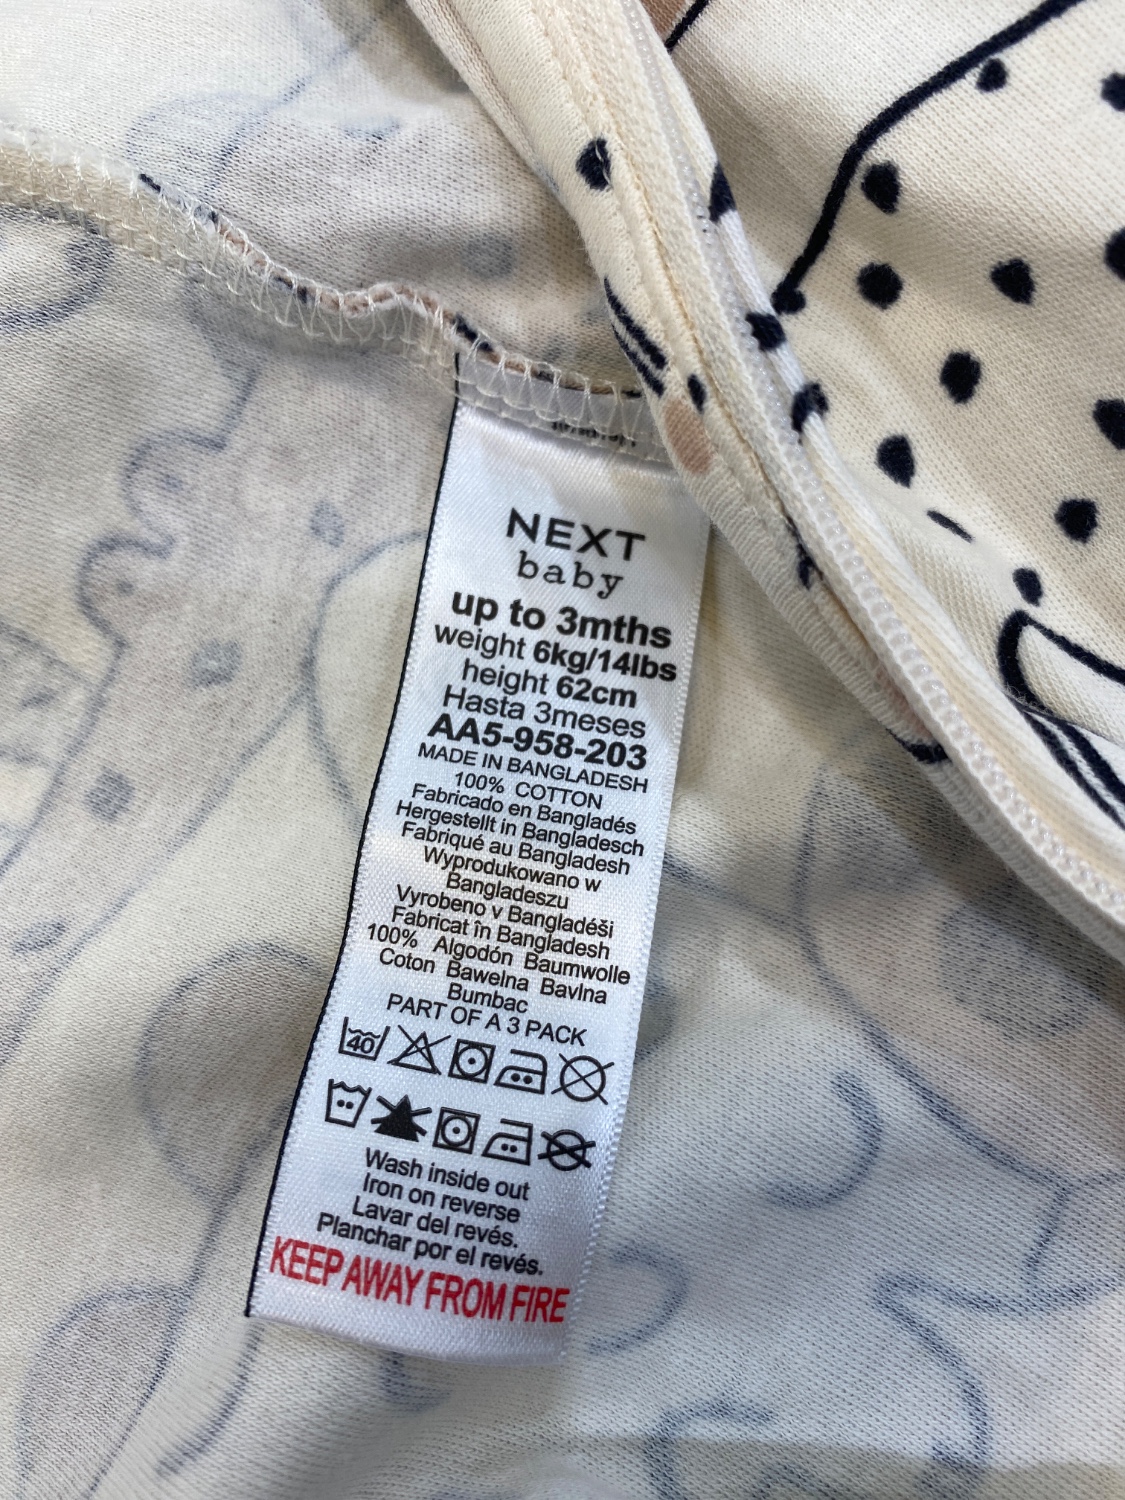 NEXT
baby
up to 3mths
weight 6kg/14lbs
height 62cm
Hasta 3meses
AA5-958-203
MADE IN BANGLADESH
100% COTTON
Fabricado en Bangladés
Hergestellt in Bangladesch
Fabriqué au Bangladesh
Wyprodukowano w
Bangladeszu
Vyrobeno v Bangladéši
Fabricat în Bangladesh
100% Algodón Baumwolle
Coton Bawelna Bavlna
Bumbac
PART OF A 3 PACK
40
Wash inside out
Iron on reverse
Lavar del revés.
Planchar por el revés.
KEEP AWAY FROM FIRE